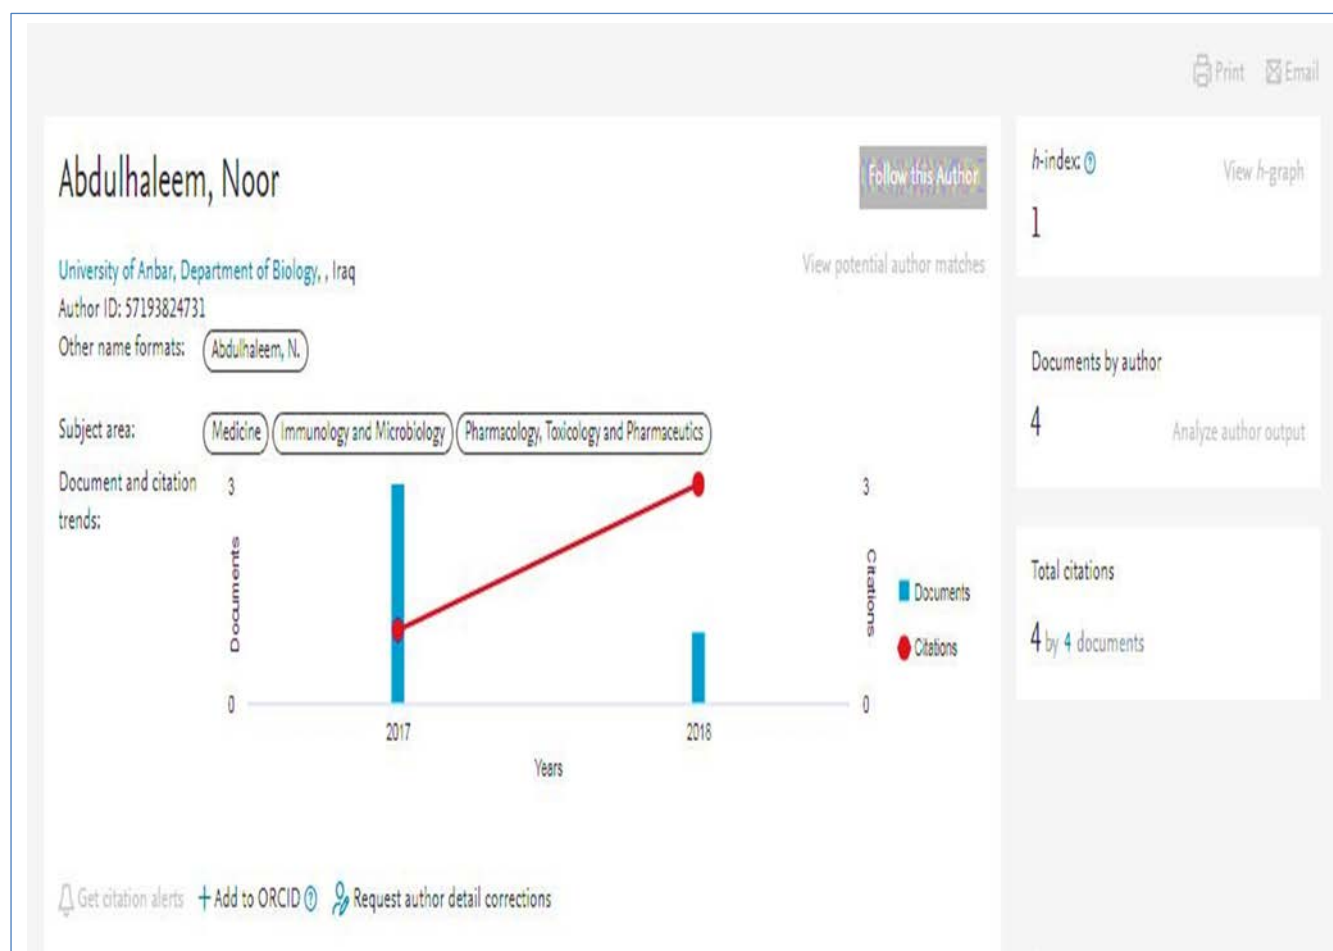 Print Email
Abdulhaleem, Noor
Follow this Author
University of Anbar, Department of Biology, , Iraq
View potential author matches
Author ID: 57193824731
Other name formats: Abdulhaleem, N.
Subject area: Medicine Immunology and Microbiology Pharmacology, Toxicology and Pharmaceutics
Document and citation
trends:
3
Documents
0
3
Citations
0
2017 2018
Years
Documents
Citations
Get citation alerts + Add to ORCID Request author detail corrections
h-index:
View h-graph
1
Documents by author
4
Analyze author output
Total citations
4 by 4 documents